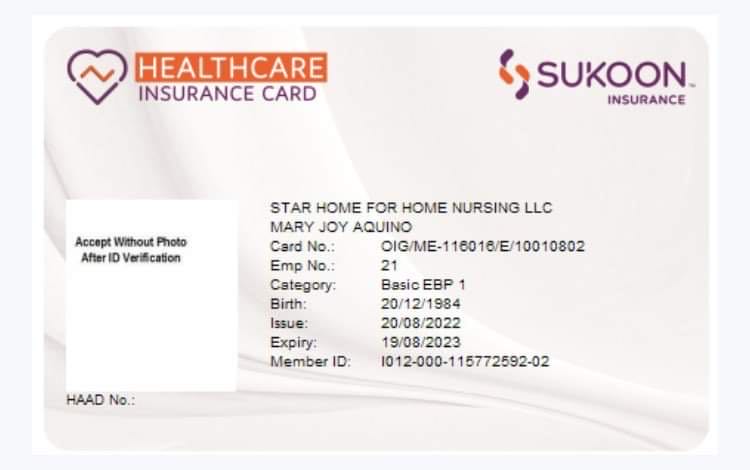 HEALTHCARE
INSURANCE CARD
SUKOON™
INSURANCE
Accept Without Photo
After ID Verification
STAR HOME FOR HOME NURSING LLC
MARY JOY AQUINO
Card No.: OIG/ME-116016/E/10010802
Emp No.: 21
Category: Basic EBP 1
Birth: 20/12/1984
Issue: 20/08/2022
Expiry: 19/08/2023
Member ID: I012-000-115772592-02
HAAD No.: